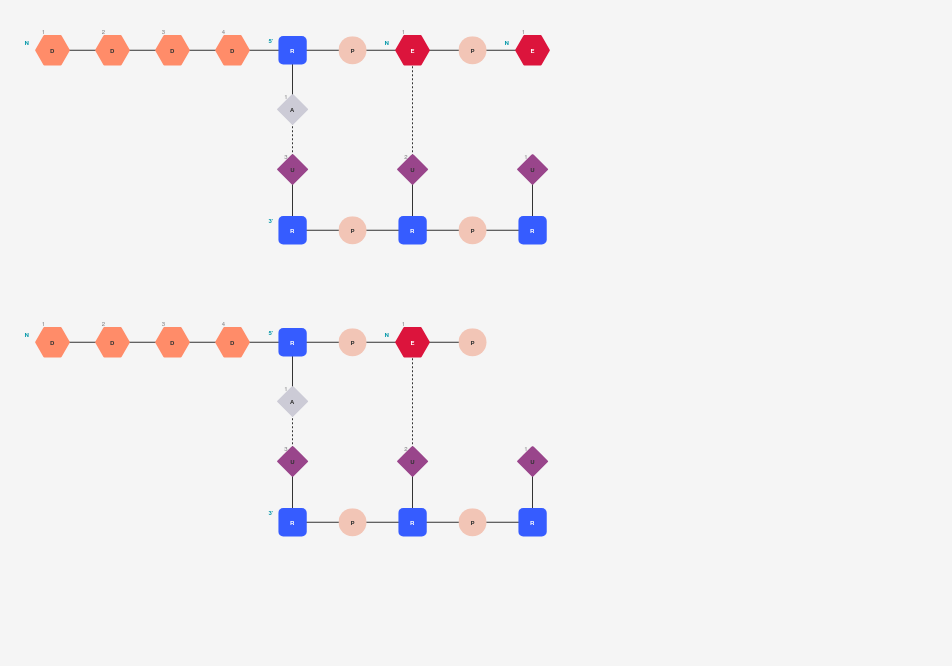 1 2 3 4 1 1
N D D D D 5' R P N E P N E
1
A
3 2 1
U U U
3' R P R P R
1 2 3 4 1
N D D D D 5' R P N E P
1
A
3 2 1
U U U
3' R P R P R